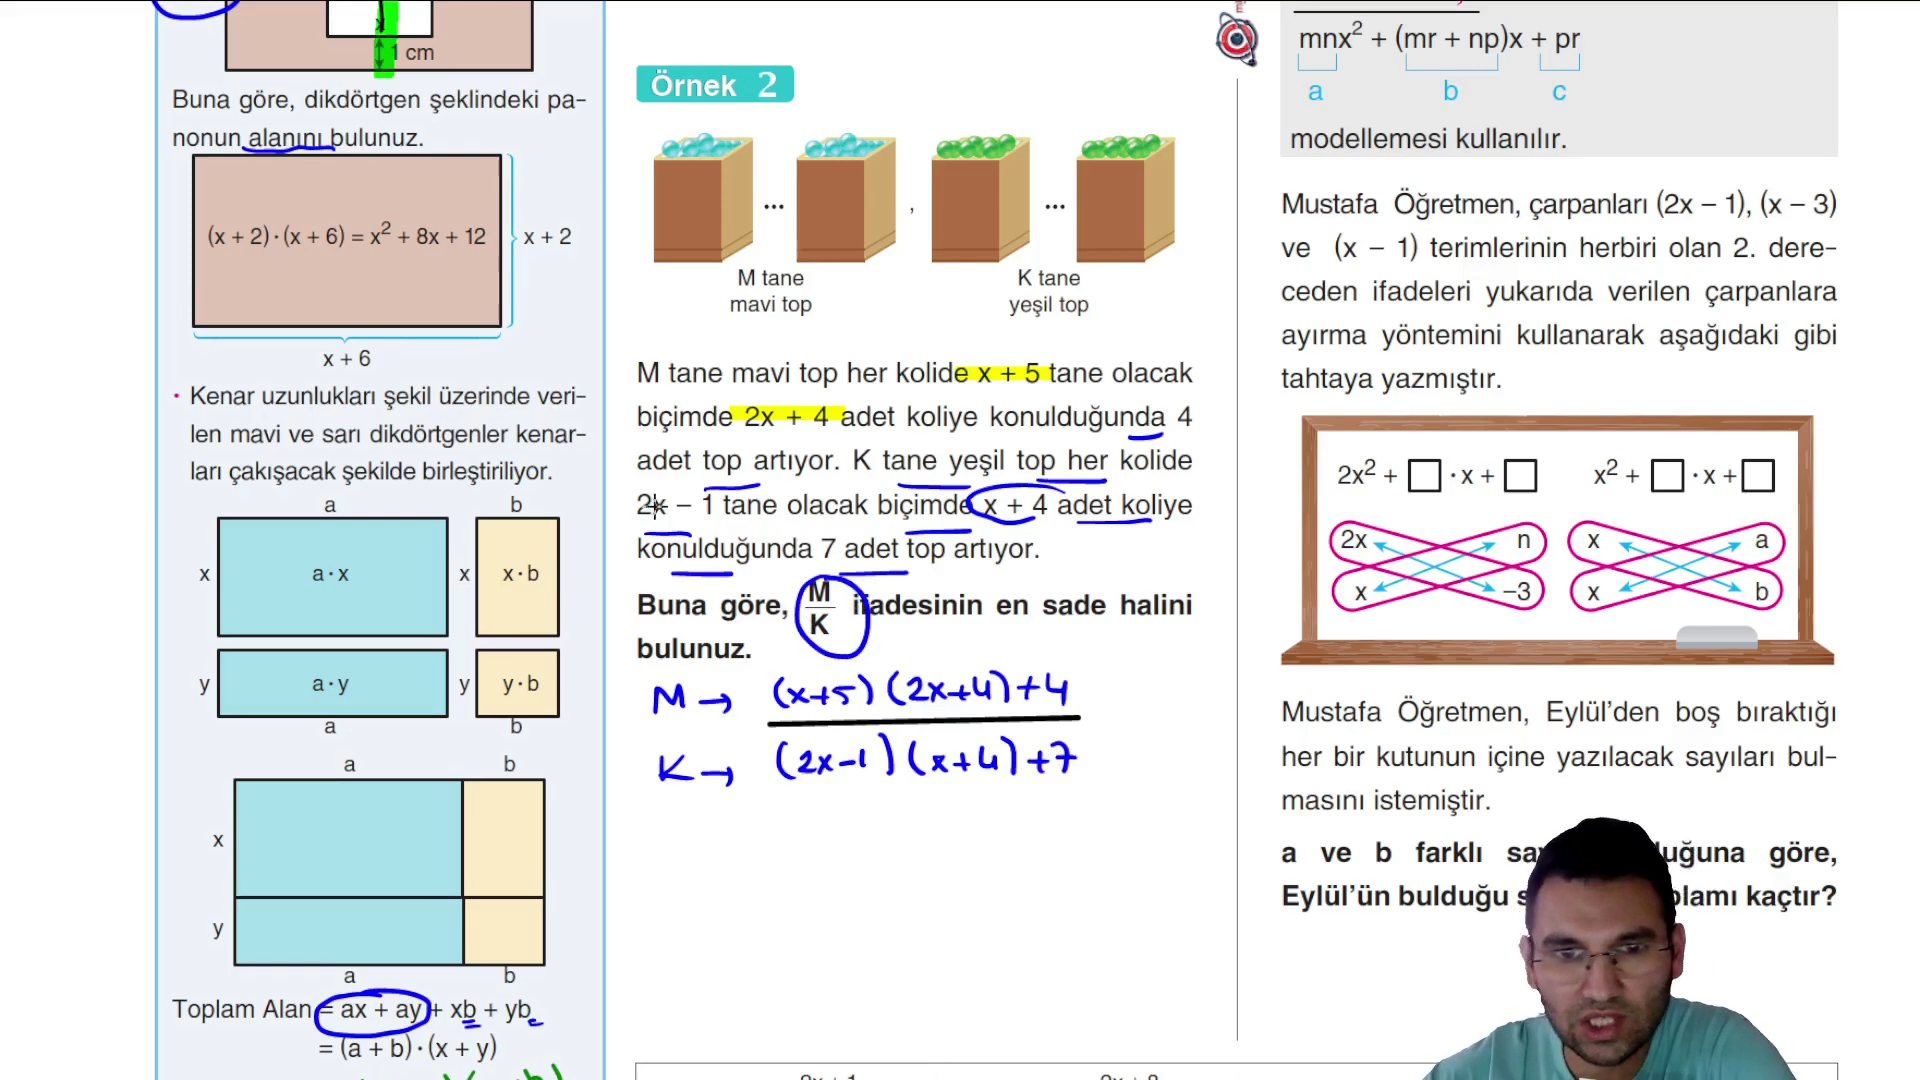 x
1 cm
Buna göre, dikdörtgen şeklindeki pa-
nonun alanını bulunuz.
(x + 2) · (x + 6) = x² + 8x + 12
x + 2
x + 6
• Kenar uzunlukları şekil üzerinde veri-
len mavi ve sarı dikdörtgenler kenar-
ları çakışacak şekilde birleştiriliyor.
a b
x a · x x x · b
y a · y y y · b
a b
a b
x
y
a b
Toplam Alan = ax + ay + xb + yb
= (a + b) · (x + y)
Örnek 2
... , ...
M tane
mavi top
K tane
yeşil top
M tane mavi top her kolide x + 5 tane olacak
biçimde 2x + 4 adet koliye konulduğunda 4
adet top artıyor. K tane yeşil top her kolide
2x – 1 tane olacak biçimde x + 4 adet koliye
konulduğunda 7 adet top artıyor.
Buna göre, M/K ifadesinin en sade halini
bulunuz.
M → (x+5) (2x+4)+4
K → (2x-1) (x+4)+7
mnx² + (mr + np)x + pr
a b c
modellemesi kullanılır.
Mustafa Öğretmen, çarpanları (2x – 1), (x – 3)
ve (x – 1) terimlerinin herbiri olan 2. dere-
ceden ifadeleri yukarıda verilen çarpanlara
ayırma yöntemini kullanarak aşağıdaki gibi
tahtaya yazmıştır.
2x² + □ · x + □ x² + □ · x + □
2x n x a
x –3 x b
Mustafa Öğretmen, Eylül’den boş bıraktığı
her bir kutunun içine yazılacak sayıları bul-
masını istemiştir.
a ve b farklı göre,
Eylül’ün bulduğu kaçtır?